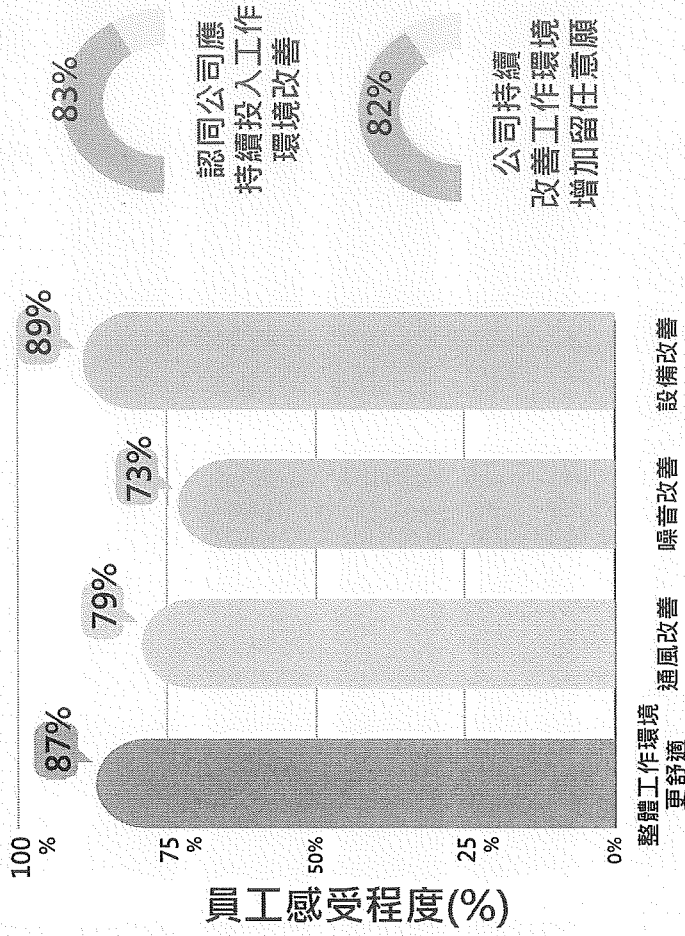 員工感受程度(%)
100
%
75
%
50%
25
%
0%
87%
79%
73%
89%
整體工作環境
更舒適
通風改善
噪音改善
設備改善
83%
認同公司應
持續投入工作
環境改善
82%
公司持續
改善工作環境
增加留任意願